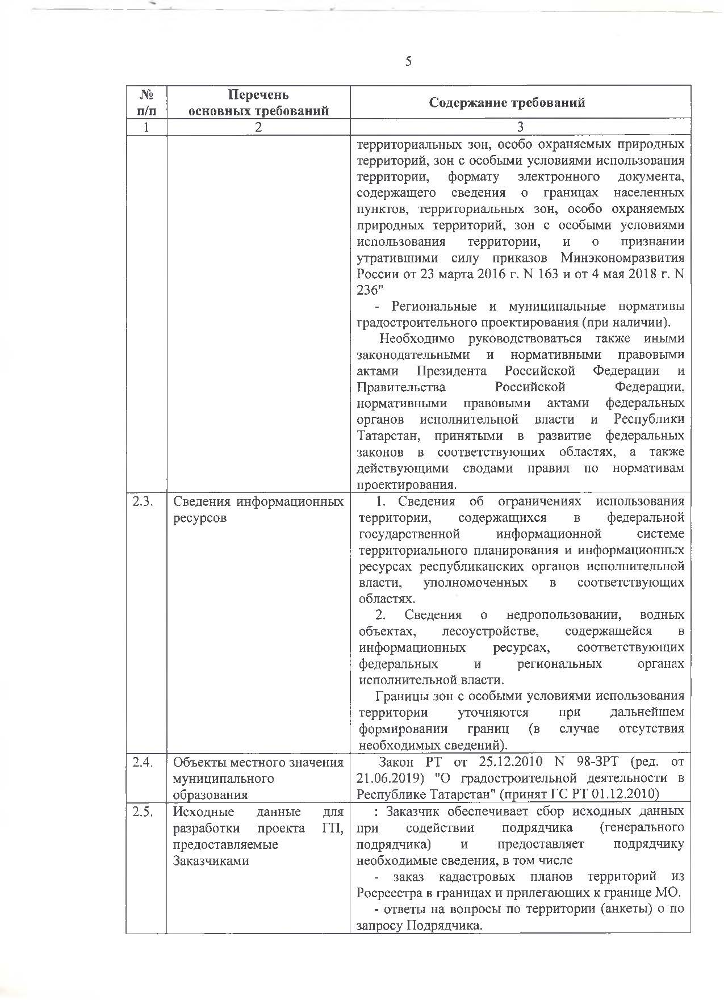 5
№
п/п
Перечень
основных требований
Содержание требований
1
2
3
территориальных зон, особо охраняемых природных
территорий, зон с особыми условиями использования
территории, формату электронного документа,
содержащего сведения о границах населенных
пунктов, территориальных зон, особо охраняемых
природных территорий, зон с особыми условиями
использования территории, и о признании
утратившими силу приказов Минэкономразвития
России от 23 марта 2016 г. N 163 и от 4 мая 2018 г. N
236"
- Региональные и муниципальные нормативы
градостроительного проектирования (при наличии).
Необходимо руководствоваться также иными
законодательными и нормативными правовыми
актами Президента Российской Федерации и
Правительства Российской Федерации,
нормативными правовыми актами федеральных
органов исполнительной власти и Республики
Татарстан, принятыми в развитие федеральных
законов в соответствующих областях, а также
действующими сводами правил по нормативам
проектирования.
2.3.
Сведения информационных
ресурсов
1. Сведения об ограничениях использования
территории, содержащихся в федеральной
государственной информационной системе
территориального планирования и информационных
ресурсах республиканских органов исполнительной
власти, уполномоченных в соответствующих
областях.
2. Сведения о недропользовании, водных
объектах, лесоустройстве, содержащейся в
информационных ресурсах, соответствующих
федеральных и региональных органах
исполнительной власти.
Границы зон с особыми условиями использования
территории уточняются при дальнейшем
формировании границ (в случае отсутствия
необходимых сведений).
2.4.
Объекты местного значения
муниципального
образования
Закон РТ от 25.12.2010 N 98-ЗРТ (ред. от
21.06.2019) "О градостроительной деятельности в
Республике Татарстан" (принят ГС РТ 01.12.2010)
2.5.
Исходные данные для
разработки проекта ГП,
предоставляемые
Заказчиками
: Заказчик обеспечивает сбор исходных данных
при содействии подрядчика (генерального
подрядчика) и предоставляет подрядчику
необходимые сведения, в том числе
- заказ кадастровых планов территорий из
Росреестра в границах и прилегающих к границе МО.
- ответы на вопросы по территории (анкеты) о по
запросу Подрядчика.